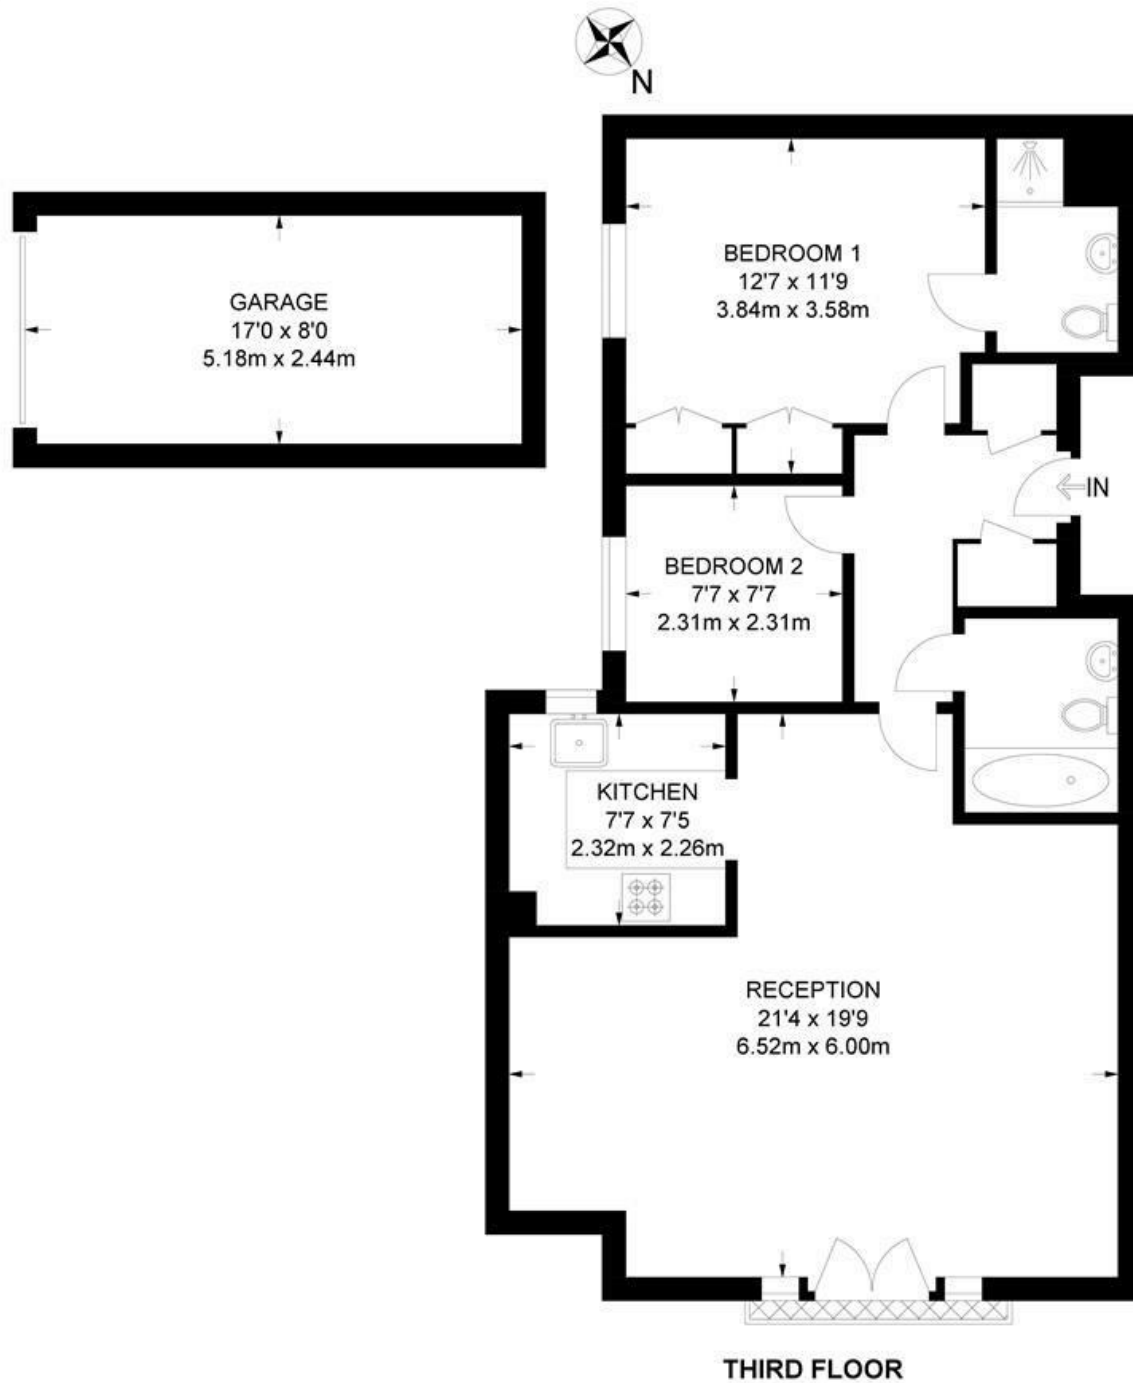 N
GARAGE
17'0 x 8'0
5.18m x 2.44m
BEDROOM 1
12'7 x 11'9
3.84m x 3.58m
IN
BEDROOM 2
7'7 x 7'7
2.31m x 2.31m
KITCHEN
7'7 x 7'5
2.32m x 2.26m
RECEPTION
21'4 x 19'9
6.52m x 6.00m
THIRD FLOOR